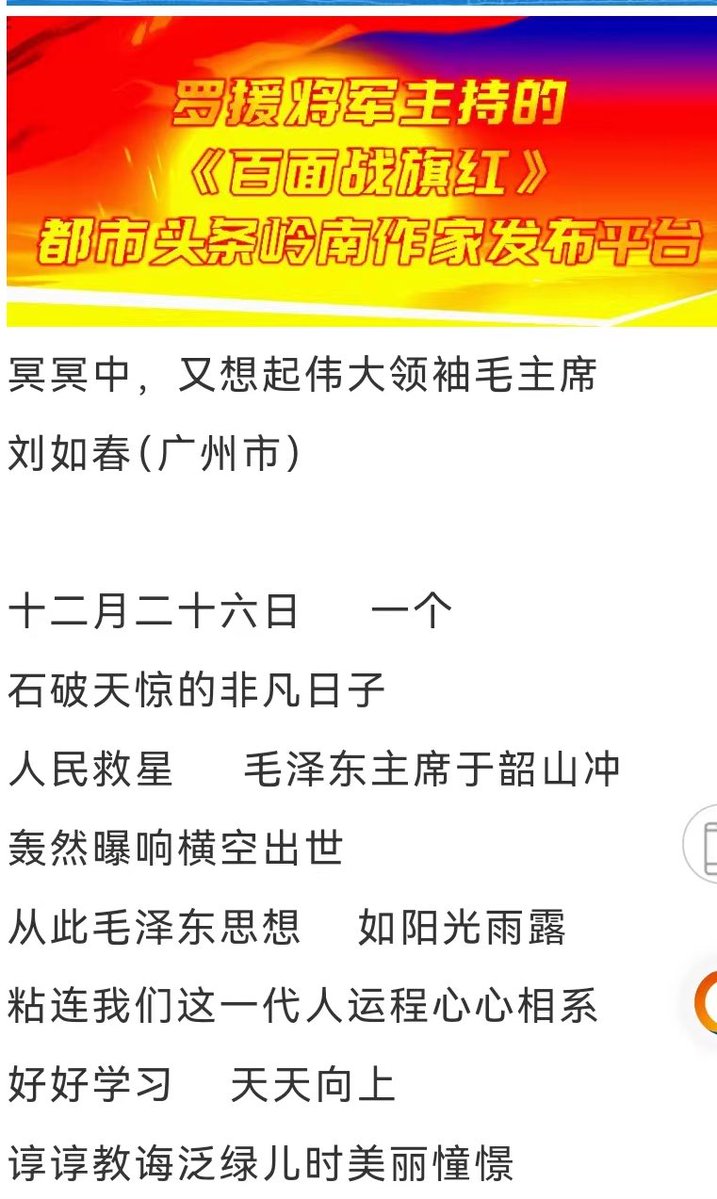 罗援将军主持的
《百面战旗红》
都市头条岭南作家发布平台
冥冥中，又想起伟大领袖毛主席
刘如春(广州市)
十二月二十六日 一个
石破天惊的非凡日子
人民救星 毛泽东主席于韶山冲
轰然曝响横空出世
从此毛泽东思想 如阳光雨露
粘连我们这一代人运程心心相系
好好学习 天天向上
谆谆教诲泛绿儿时美丽憧憬